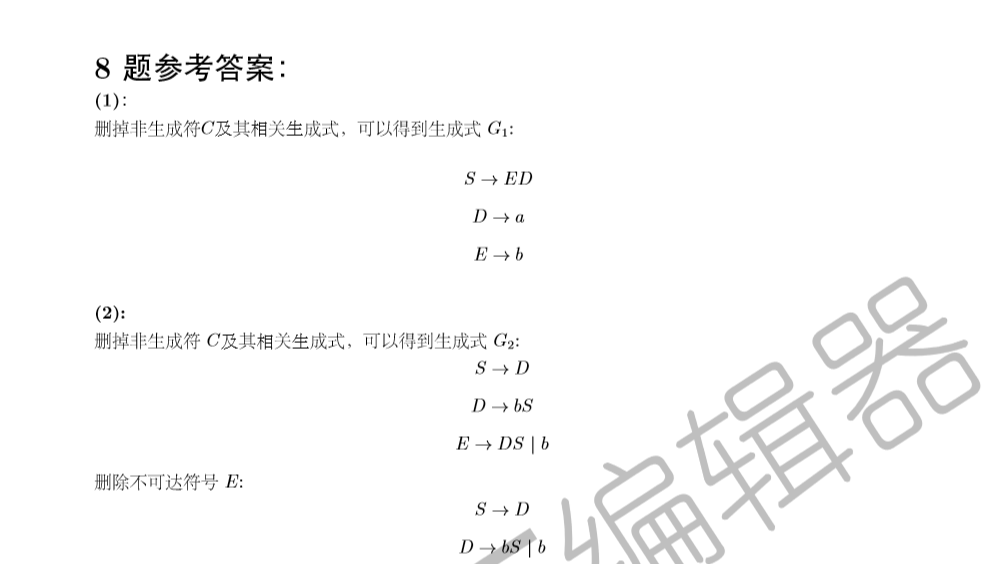 8 题参考答案：
(1)：
删掉非生成符C及其相关生成式，可以得到生成式 G₁:
S → ED
D → a
E → b
(2):
删掉非生成符 C及其相关生成式，可以得到生成式 G₂:
S → D
D → bS
E → DS | b
删除不可达符号 E:
S → D
D → bS | b
编辑器